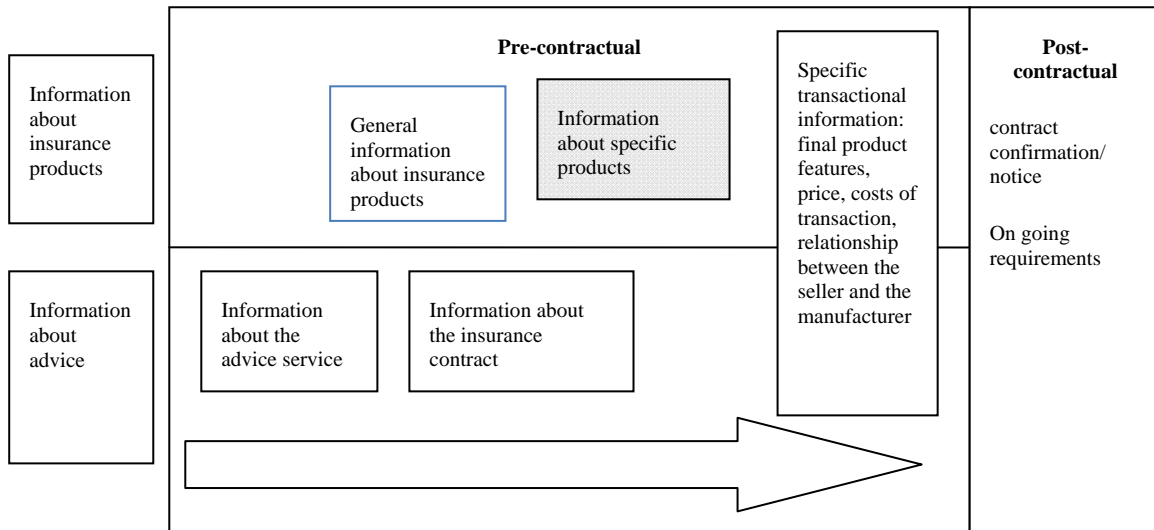 Pre-contractual
Post-
contractual
Information
about
insurance
products
General
information
about insurance
products
Information
about specific
products
Specific
transactional
information:
final product
features,
price, costs of
transaction,
relationship
between the
seller and the
manufacturer
contract
confirmation/
notice
On going
requirements
Information
about
advice
Information
about the
advice service
Information about
the insurance
contract